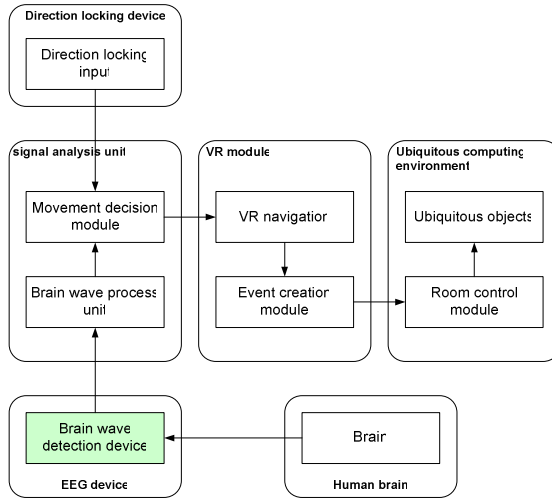 Direction locking device
Direction locking
input
signal analysis unit
Movement decision
module
Brain wave process
unit
VR module
VR navigation
Event creation
module
Ubiquitous computing
environment
Ubiquitous objects
Room control
module
Brain wave
detection device
EEG device
Brain
Human brain